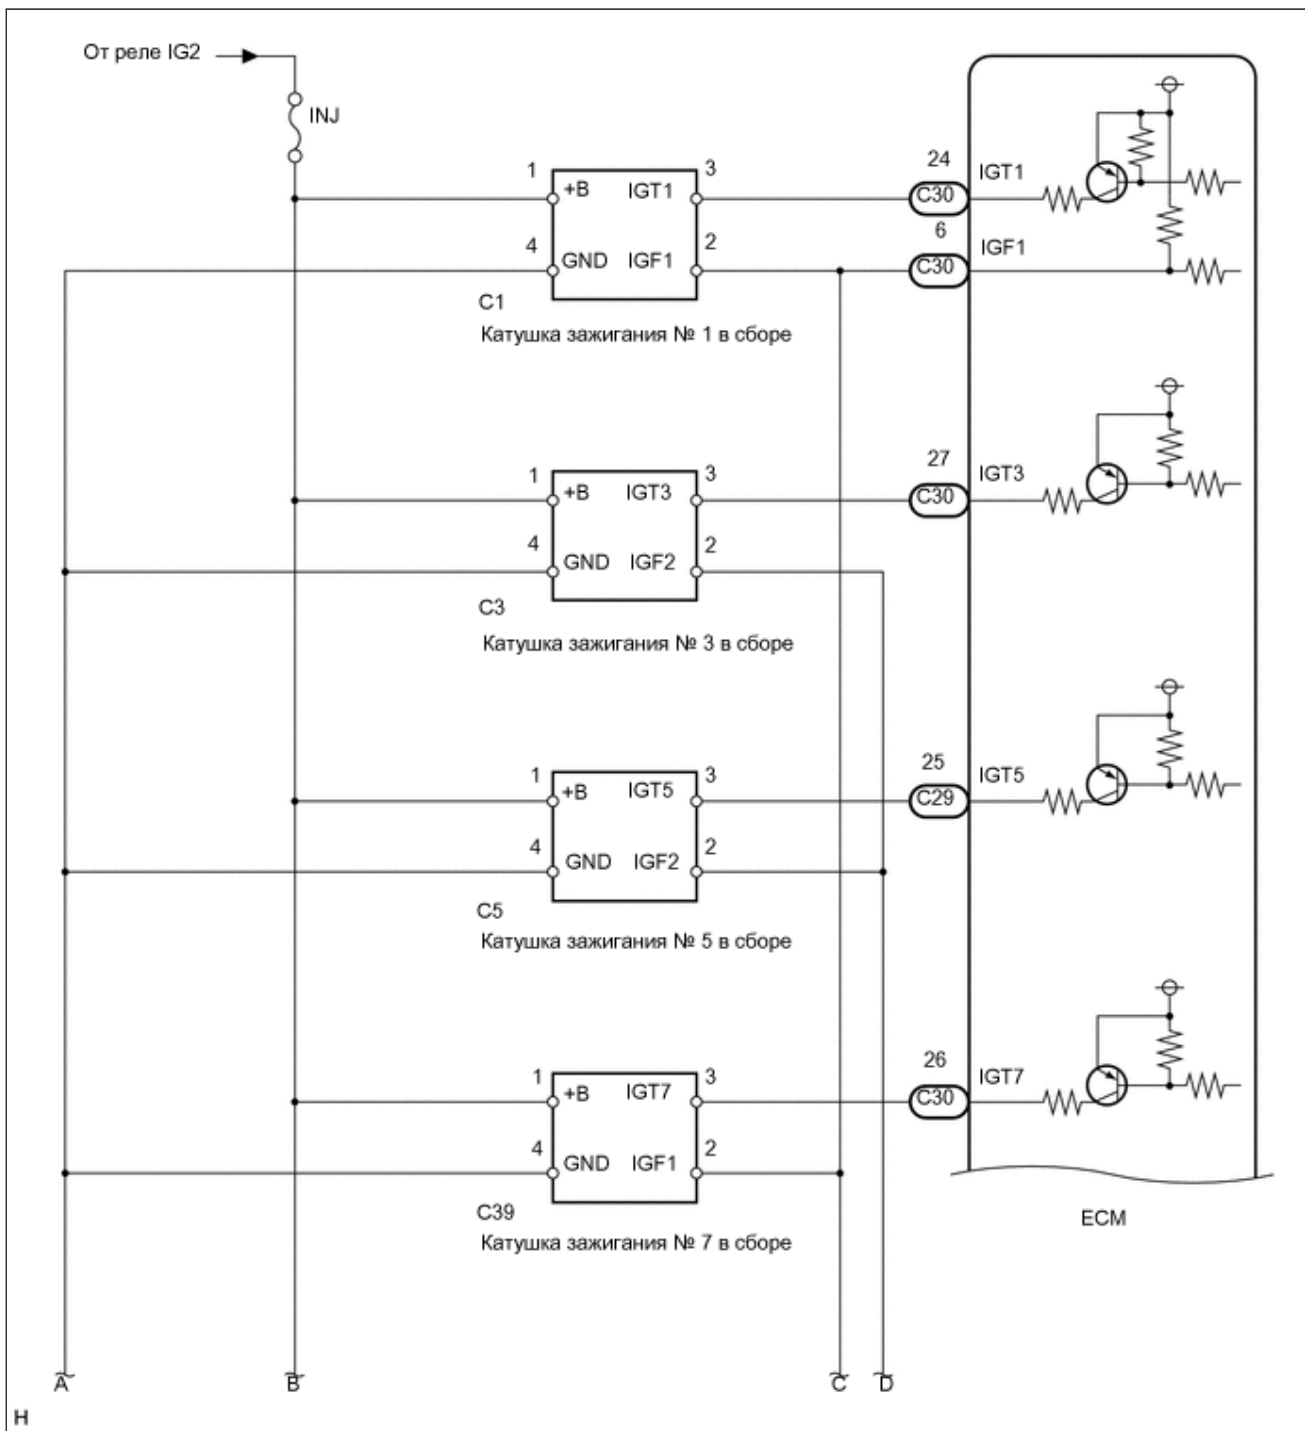 От реле IG2
INJ
1 +B IGT1 3 24 C30 IGT1
4 GND IGF1 2 6 C30 IGF1
C1
Катушка зажигания № 1 в сборе
1 +B IGT3 3 27 C30 IGT3
4 GND IGF2 2
C3
Катушка зажигания № 3 в сборе
1 +B IGT5 3 25 C29 IGT5
4 GND IGF2 2
C5
Катушка зажигания № 5 в сборе
1 +B IGT7 3 26 C30 IGT7
4 GND IGF1 2
C39
Катушка зажигания № 7 в сборе
ECM
A B C D
H